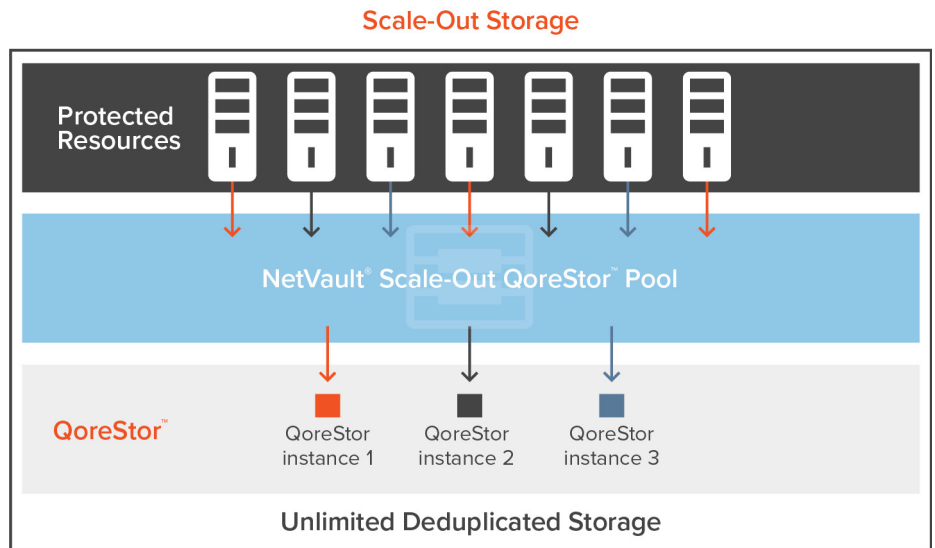 Scale-Out Storage
Protected
Resources
NetVault® Scale-Out QoreStor™ Pool
QoreStor™
QoreStor
instance 1
QoreStor
instance 2
QoreStor
instance 3
Unlimited Deduplicated Storage